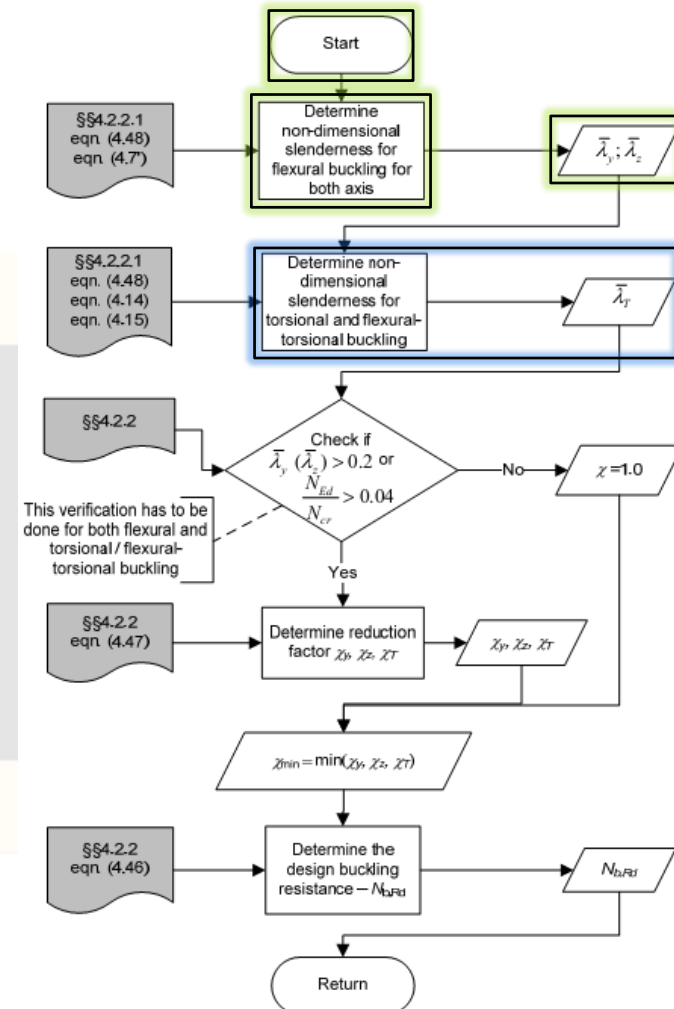 Start
§§4.2.2.1
eqn. (4.48)
eqn. (4.7')
Determine
non-dimensional
slenderness for
flexural buckling for
both axis
λ̅y; λ̅z
§§4.2.2.1
eqn. (4.48)
eqn. (4.14)
eqn. (4.15)
Determine non-
dimensional
slenderness for
torsional and flexural-
torsional buckling
λ̅T
§§4.2.2
Check if
λ̅y (λ̅z) > 0.2 or
NEd
Ncr
> 0.04
No
χ=1.0
This verification has to be
done for both flexural and
torsional / flexural-
torsional buckling
Yes
§§4.2.2
eqn. (4.47)
Determine reduction
factor χy, χz, χT
χy, χz, χT
χmin = min(χy, χz, χT)
§§4.2.2
eqn. (4.46)
Determine the
design buckling
resistance – Nb,Rd
Nb,Rd
Return